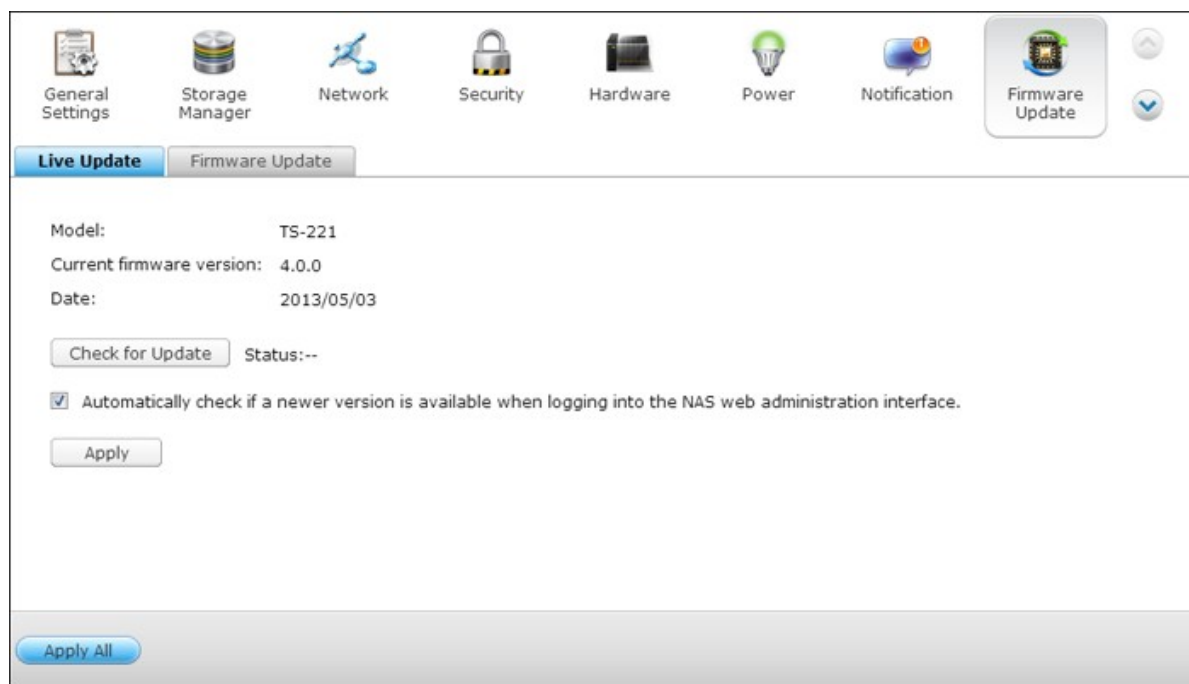 General Settings
Storage Manager
Network
Security
Hardware
Power
Notification
Firmware Update
Live Update
Firmware Update
Model: TS-221
Current firmware version: 4.0.0
Date: 2013/05/03
Check for Update Status:--
Automatically check if a newer version is available when logging into the NAS web administration interface.
Apply
Apply All